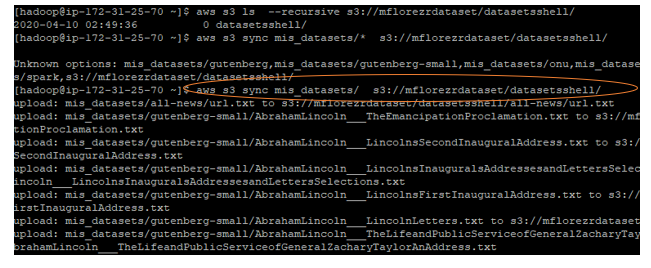 [hadoop@ip-172-31-25-70 ~]$ aws s3 ls  --recursive s3://mflorezrdataset/datasetsshell/
2020-04-10 02:49:36          0 datasetsshell/
[hadoop@ip-172-31-25-70 ~]$ aws s3 sync mis_datasets/*  s3://mflorezrdataset/datasetsshell/
Unknown options: mis_datasets/gutenberg,mis_datasets/gutenberg-small,mis_datasets/onu,mis_datase
s/spark,s3://mflorezrdataset/datasetsshell/
[hadoop@ip-172-31-25-70 ~]$ aws s3 sync mis_datasets/  s3://mflorezrdataset/datasetsshell/
upload: mis_datasets/all-news/url.txt to s3://mflorezrdataset/datasetsshell/all-news/url.txt
upload: mis_datasets/gutenberg-small/AbrahamLincoln___TheEmancipationProclamation.txt to s3://mf
tionProclamation.txt
upload: mis_datasets/gutenberg-small/AbrahamLincoln___LincolnsSecondInauguralAddress.txt to s3:/
SecondInauguralAddress.txt
upload: mis_datasets/gutenberg-small/AbrahamLincoln___LincolnsInauguralsAddressesandLettersSelec
incoln___LincolnsInauguralsAddressesandLettersSelections.txt
upload: mis_datasets/gutenberg-small/AbrahamLincoln___LincolnsFirstInauguralAddress.txt to s3:/
irstInauguralAddress.txt
upload: mis_datasets/gutenberg-small/AbrahamLincoln___LincolnLetters.txt to s3://mflorezrdataset
upload: mis_datasets/gutenberg-small/AbrahamLincoln___TheLifeandPublicServiceofGeneralZacharyTay
brahamLincoln___TheLifeandPublicServiceofGeneralZacharyTaylorAnAddress.txt